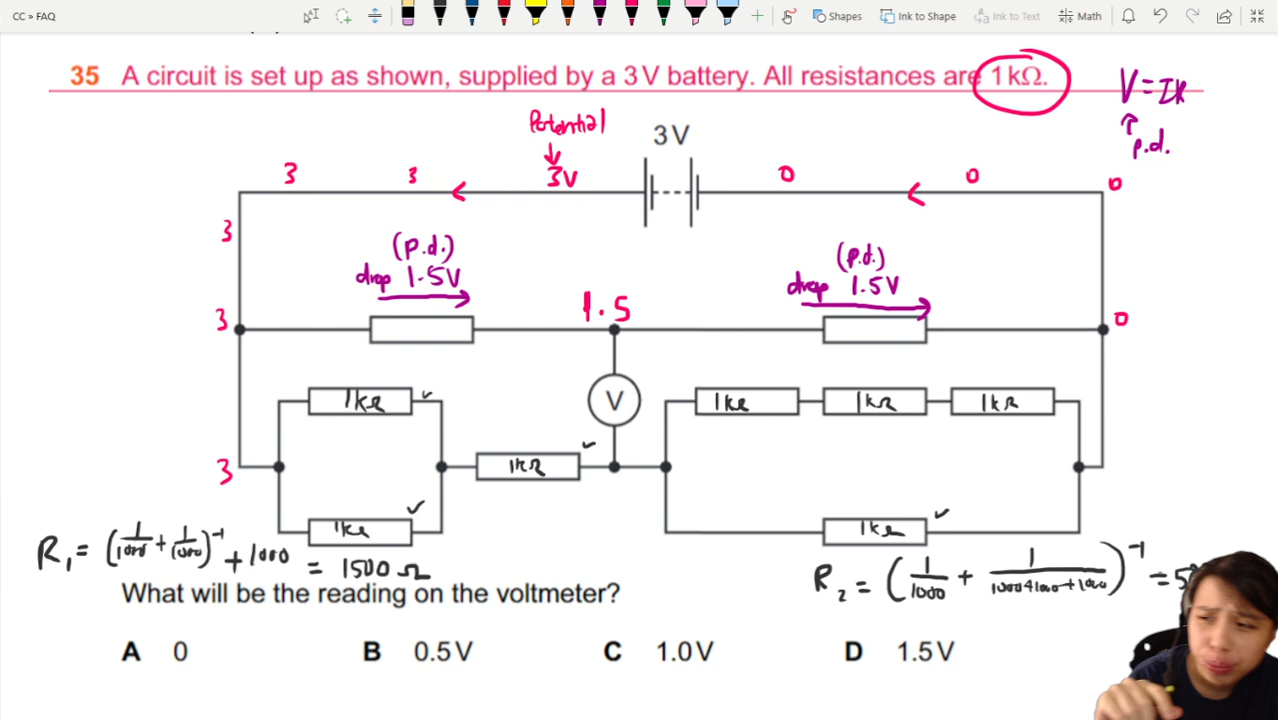 CC » FAQ
Shapes Ink to Shape Ink to Text Math
35 A circuit is set up as shown, supplied by a 3 V battery. All resistances are 1 kΩ.
V = IR
↑
p.d.
Potential
↓
3V
3 3 3V 0 0 0
3
(p.d.)
drop 1.5V
(p.d.)
drop 1.5V
3 1.5 0
1kΩ ✓ V 1kΩ 1kΩ 1kΩ
3 1kΩ ✓
1kΩ ✓ 1kΩ ✓
R₁ = (1/1000 + 1/1000)⁻¹ + 1000 = 1500 Ω
R₂ = (1/1000 + 1/1000+1000+1000)⁻¹ =
What will be the reading on the voltmeter?
A 0 B 0.5 V C 1.0 V D 1.5 V